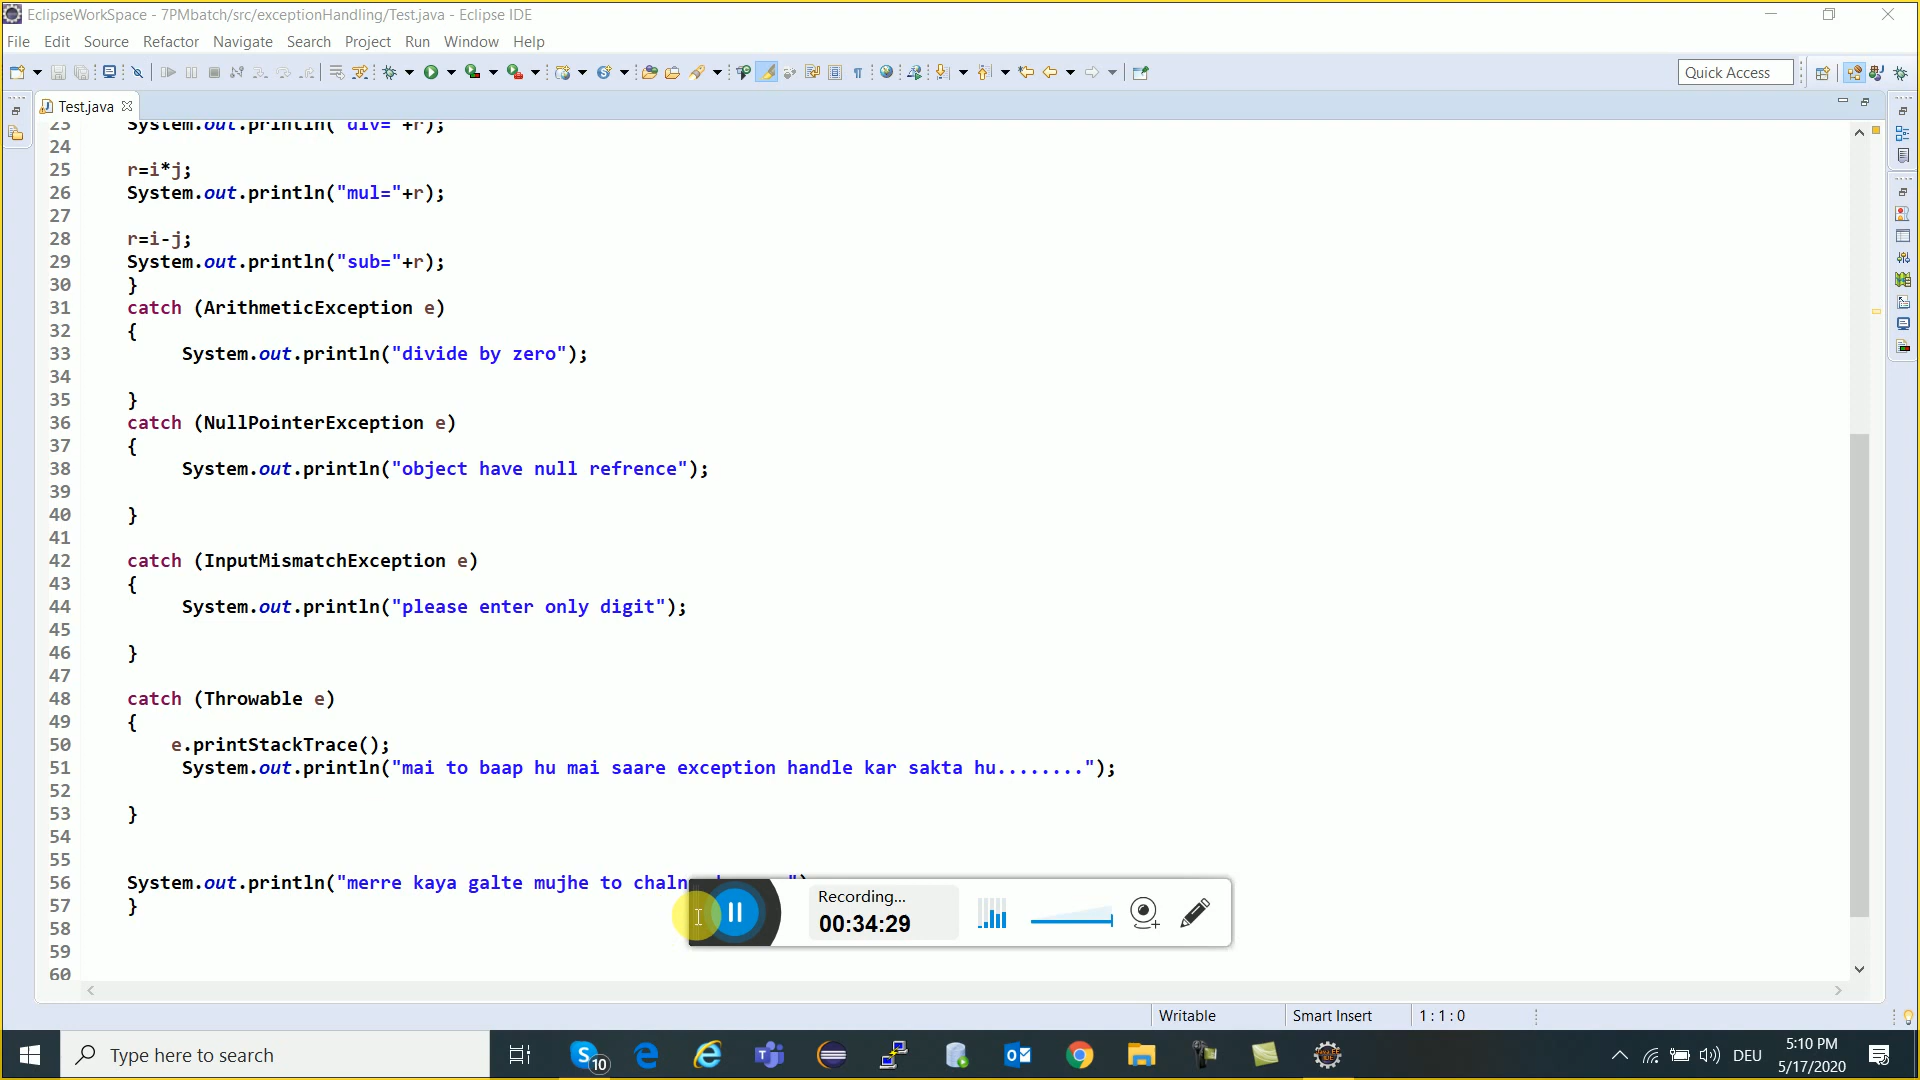 EclipseWorkSpace - 7PMbatch/src/exceptionHandling/Test.java - Eclipse IDE
File Edit Source Refactor Navigate Search Project Run Window Help
Quick Access
Test.java
23 System.out.println("div="+r);
24
25 r=i*j;
26 System.out.println("mul="+r);
27
28 r=i-j;
29 System.out.println("sub="+r);
30 }
31 catch (ArithmeticException e)
32 {
33 System.out.println("divide by zero");
34
35 }
36 catch (NullPointerException e)
37 {
38 System.out.println("object have null refrence");
39
40 }
41
42 catch (InputMismatchException e)
43 {
44 System.out.println("please enter only digit");
45
46 }
47
48 catch (Throwable e)
49 {
50 e.printStackTrace();
51 System.out.println("mai to baap hu mai saare exception handle kar sakta hu........");
52
53 }
54
55
56 System.out.println("merre kaya galte mujhe to
57 }
58
59
60
Recording...
00:34:29
Writable Smart Insert 1 : 1 : 0
Type here to search
10
DEU
5:10 PM
5/17/2020